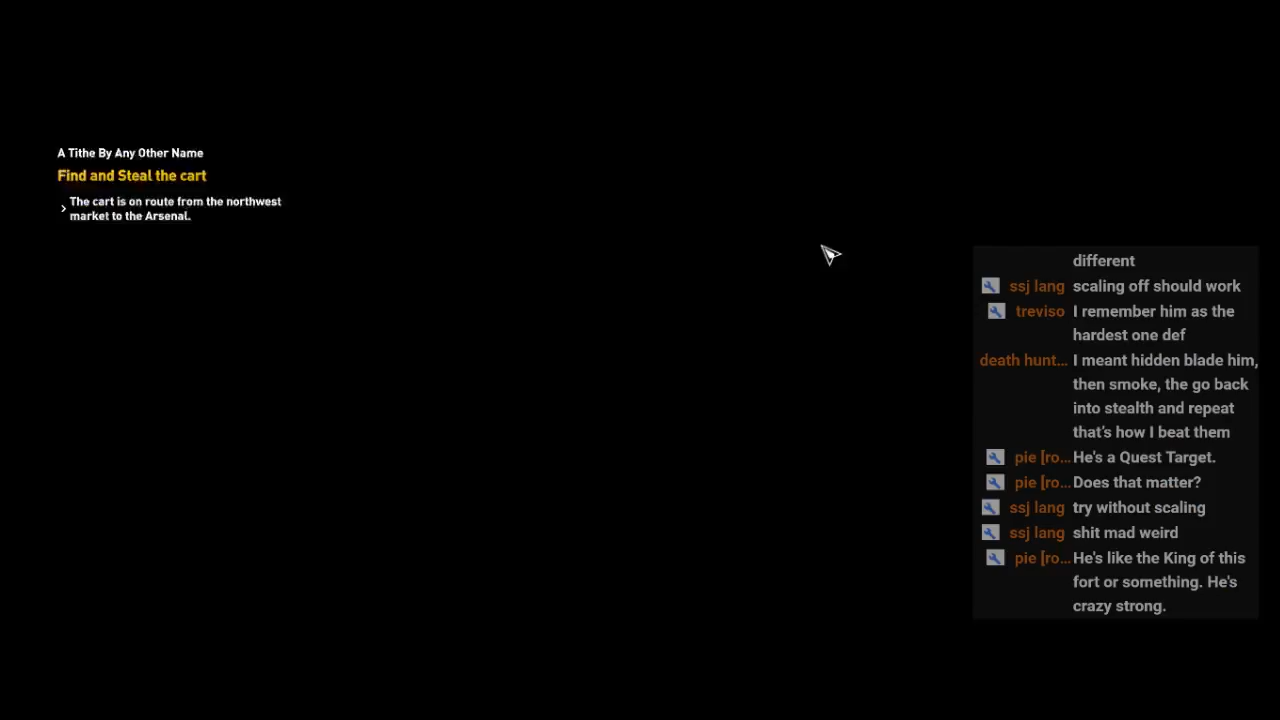 A Tithe By Any Other Name
Find and Steal the cart
The cart is on route from the northwest
market to the Arsenal.
different
ssj lang scaling off should work
treviso I remember him as the
hardest one def
death hunt... I meant hidden blade him,
then smoke, the go back
into stealth and repeat
that's how I beat them
pie [ro... He's a Quest Target.
pie [ro... Does that matter?
ssj lang try without scaling
ssj lang shit mad weird
pie [ro... He's like the King of this
fort or something. He's
crazy strong.